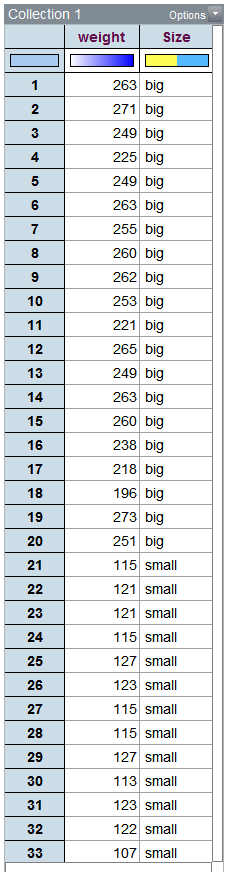 Collection 1 Options
weight Size
1 263 big
2 271 big
3 249 big
4 225 big
5 249 big
6 263 big
7 255 big
8 260 big
9 262 big
10 253 big
11 221 big
12 265 big
13 249 big
14 263 big
15 260 big
16 238 big
17 218 big
18 196 big
19 273 big
20 251 big
21 115 small
22 121 small
23 121 small
24 115 small
25 127 small
26 123 small
27 115 small
28 115 small
29 127 small
30 113 small
31 123 small
32 122 small
33 107 small